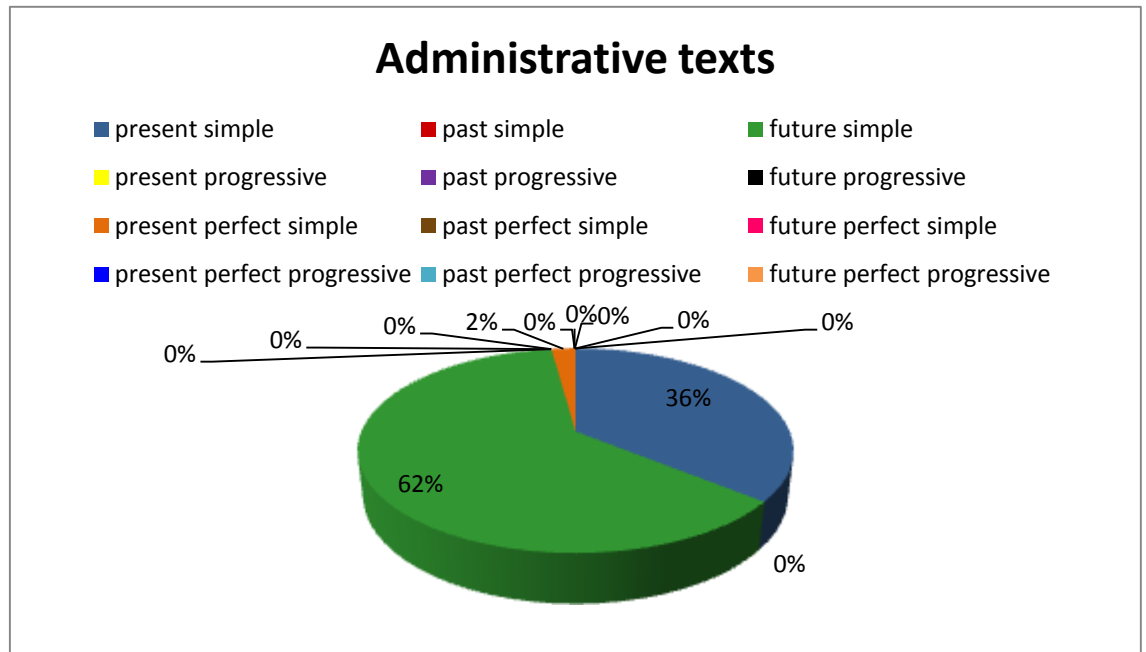 Administrative texts
present simple past simple future simple
present progressive past progressive future progressive
present perfect simple past perfect simple future perfect simple
present perfect progressive past perfect progressive future perfect progressive
0% 0% 0% 2% 0% 0% 0% 0% 0%
36%
62%
0%